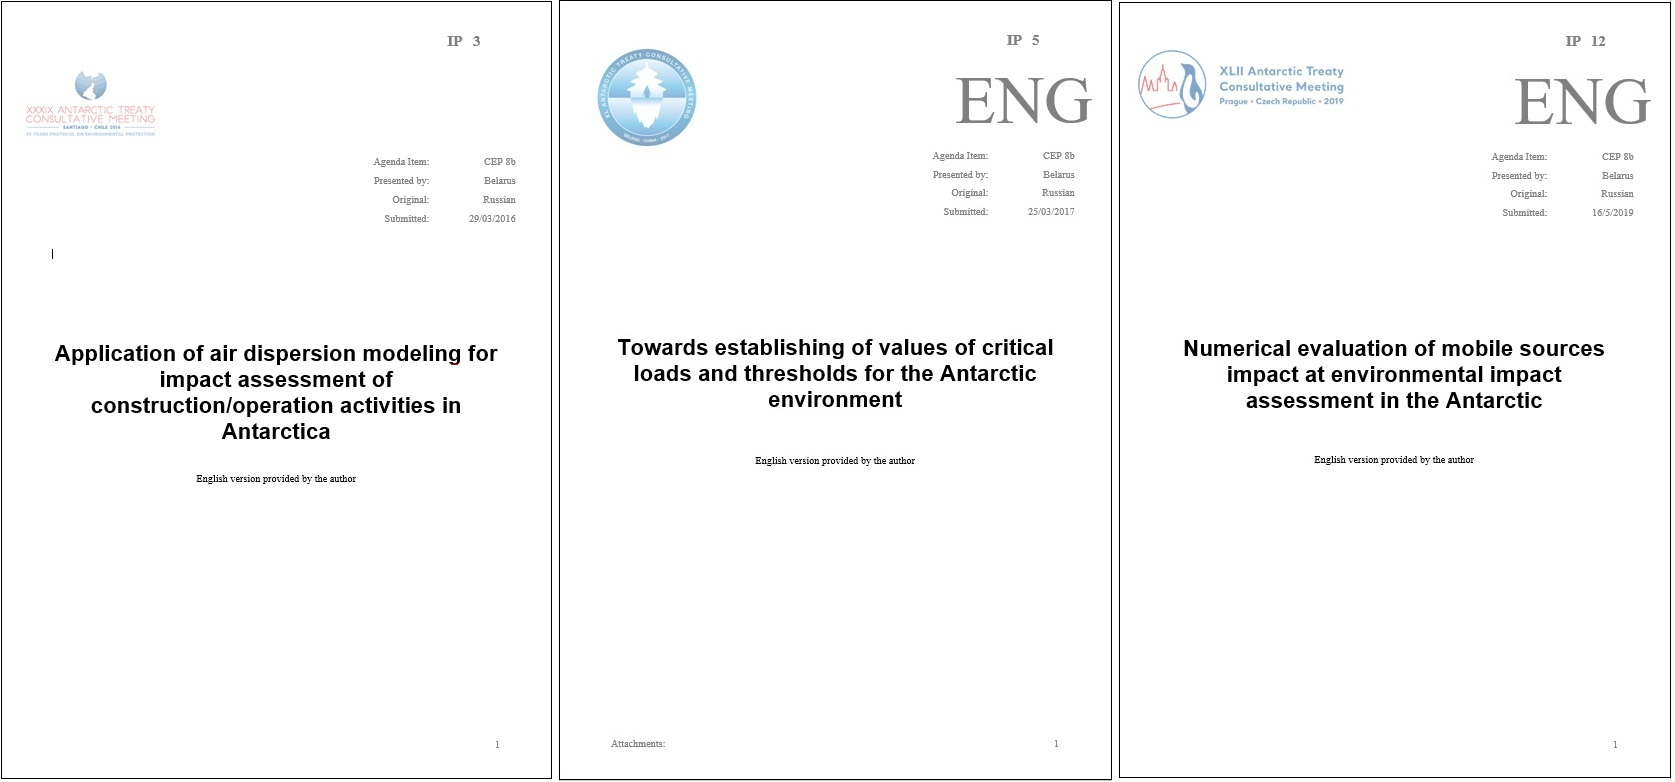 IP 3
XXXIX ANTARCTIC TREATY
CONSULTATIVE MEETING
SANTIAGO - CHILE 2016
25 YEARS PROTOCOL ON ENVIRONMENTAL PROTECTION
Agenda Item: CEP 8b
Presented by: Belarus
Original: Russian
Submitted: 29/03/2016
Application of air dispersion modeling for
impact assessment of
construction/operation activities in
Antarctica
English version provided by the author
1
IP 5
XL ANTARCTIC TREATY CONSULTATIVE MEETING
BEIJING · CHINA · 2017
ENG
Agenda Item: CEP 8b
Presented by: Belarus
Original: Russian
Submitted: 25/03/2017
Towards establishing of values of critical
loads and thresholds for the Antarctic
environment
English version provided by the author
Attachments: 1
IP 12
XLII Antarctic Treaty
Consultative Meeting
Prague • Czech Republic • 2019
ENG
Agenda Item: CEP 8b
Presented by: Belarus
Original: Russian
Submitted: 16/5/2019
Numerical evaluation of mobile sources
impact at environmental impact
assessment in the Antarctic
English version provided by the author
1